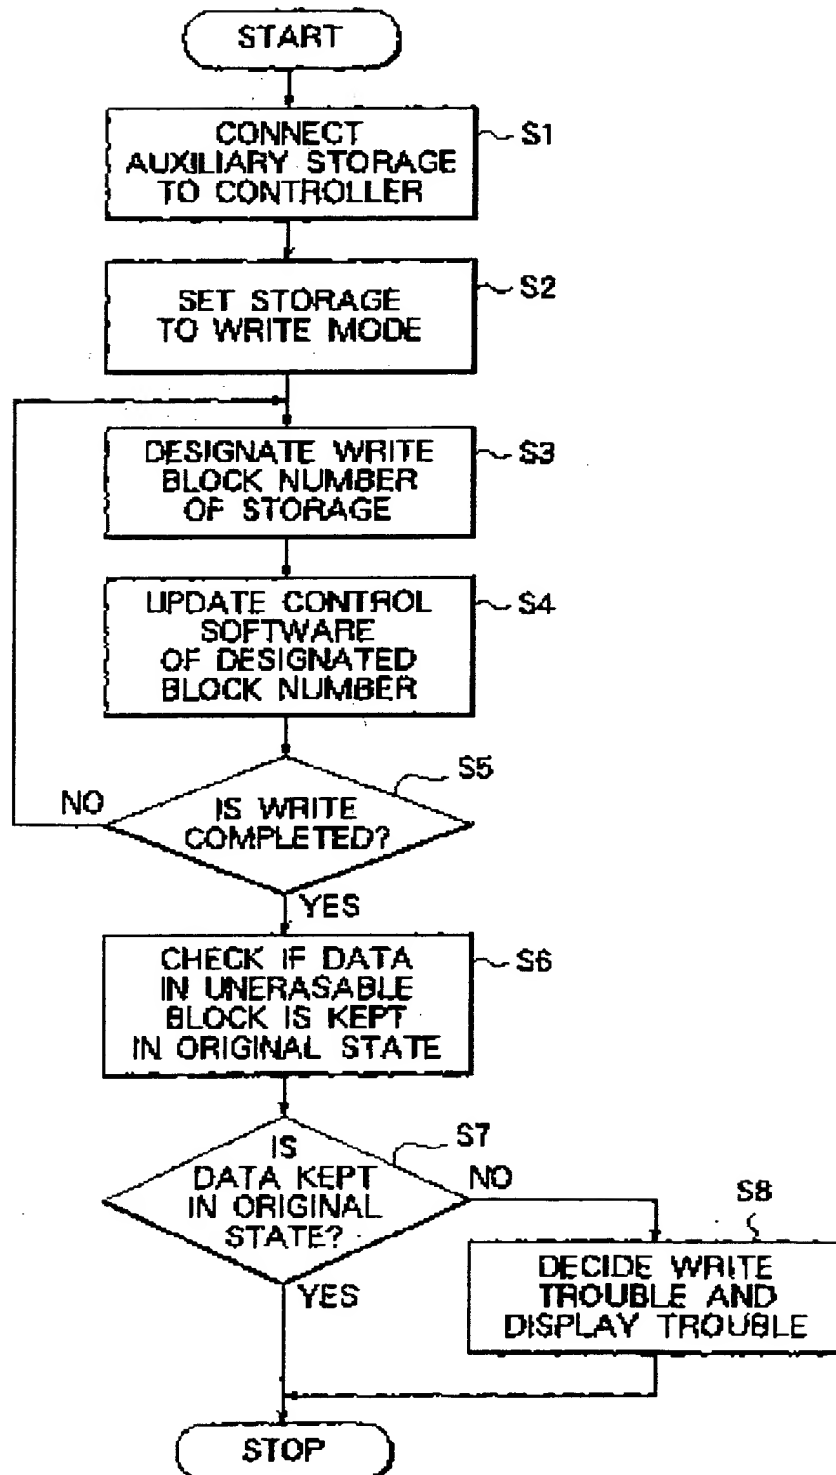 START
CONNECT
AUXILIARY STORAGE
TO CONTROLLER
S1
SET STORAGE
TO WRITE MODE
S2
DESIGNATE WRITE
BLOCK NUMBER
OF STORAGE
S3
UPDATE CONTROL
SOFTWARE
OF DESIGNATED
BLOCK NUMBER
S4
IS WRITE
COMPLETED?
S5
NO
YES
CHECK IF DATA
IN UNERASABLE
BLOCK IS KEPT
IN ORIGINAL STATE
S6
IS
DATA KEPT
IN ORIGINAL
STATE?
S7
NO
YES
S8
DECIDE WRITE
TROUBLE AND
DISPLAY TROUBLE
STOP